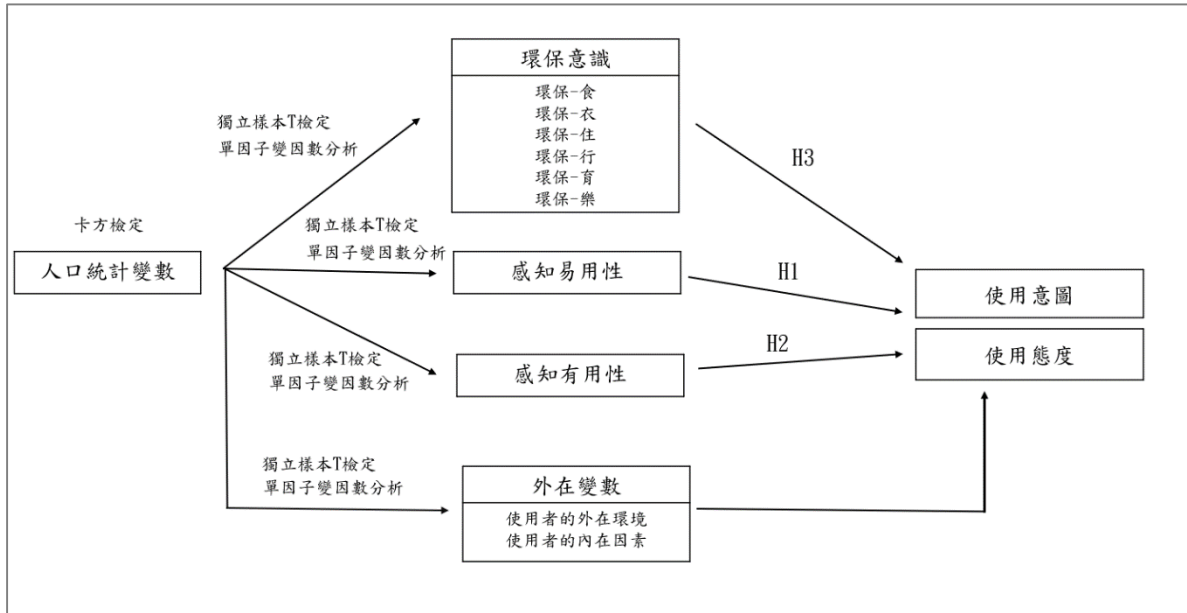 環保意識
環保-食
環保-衣
環保-住
環保-行
環保-育
環保-樂
獨立樣本T檢定
單因子變因數分析
H3
卡方檢定
人口統計變數
獨立樣本T檢定
單因子變因數分析
感知易用性
H1
使用意圖
獨立樣本T檢定
單因子變因數分析
感知有用性
H2
使用態度
獨立樣本T檢定
單因子變因數分析
外在變數
使用者的外在環境
使用者的內在因素